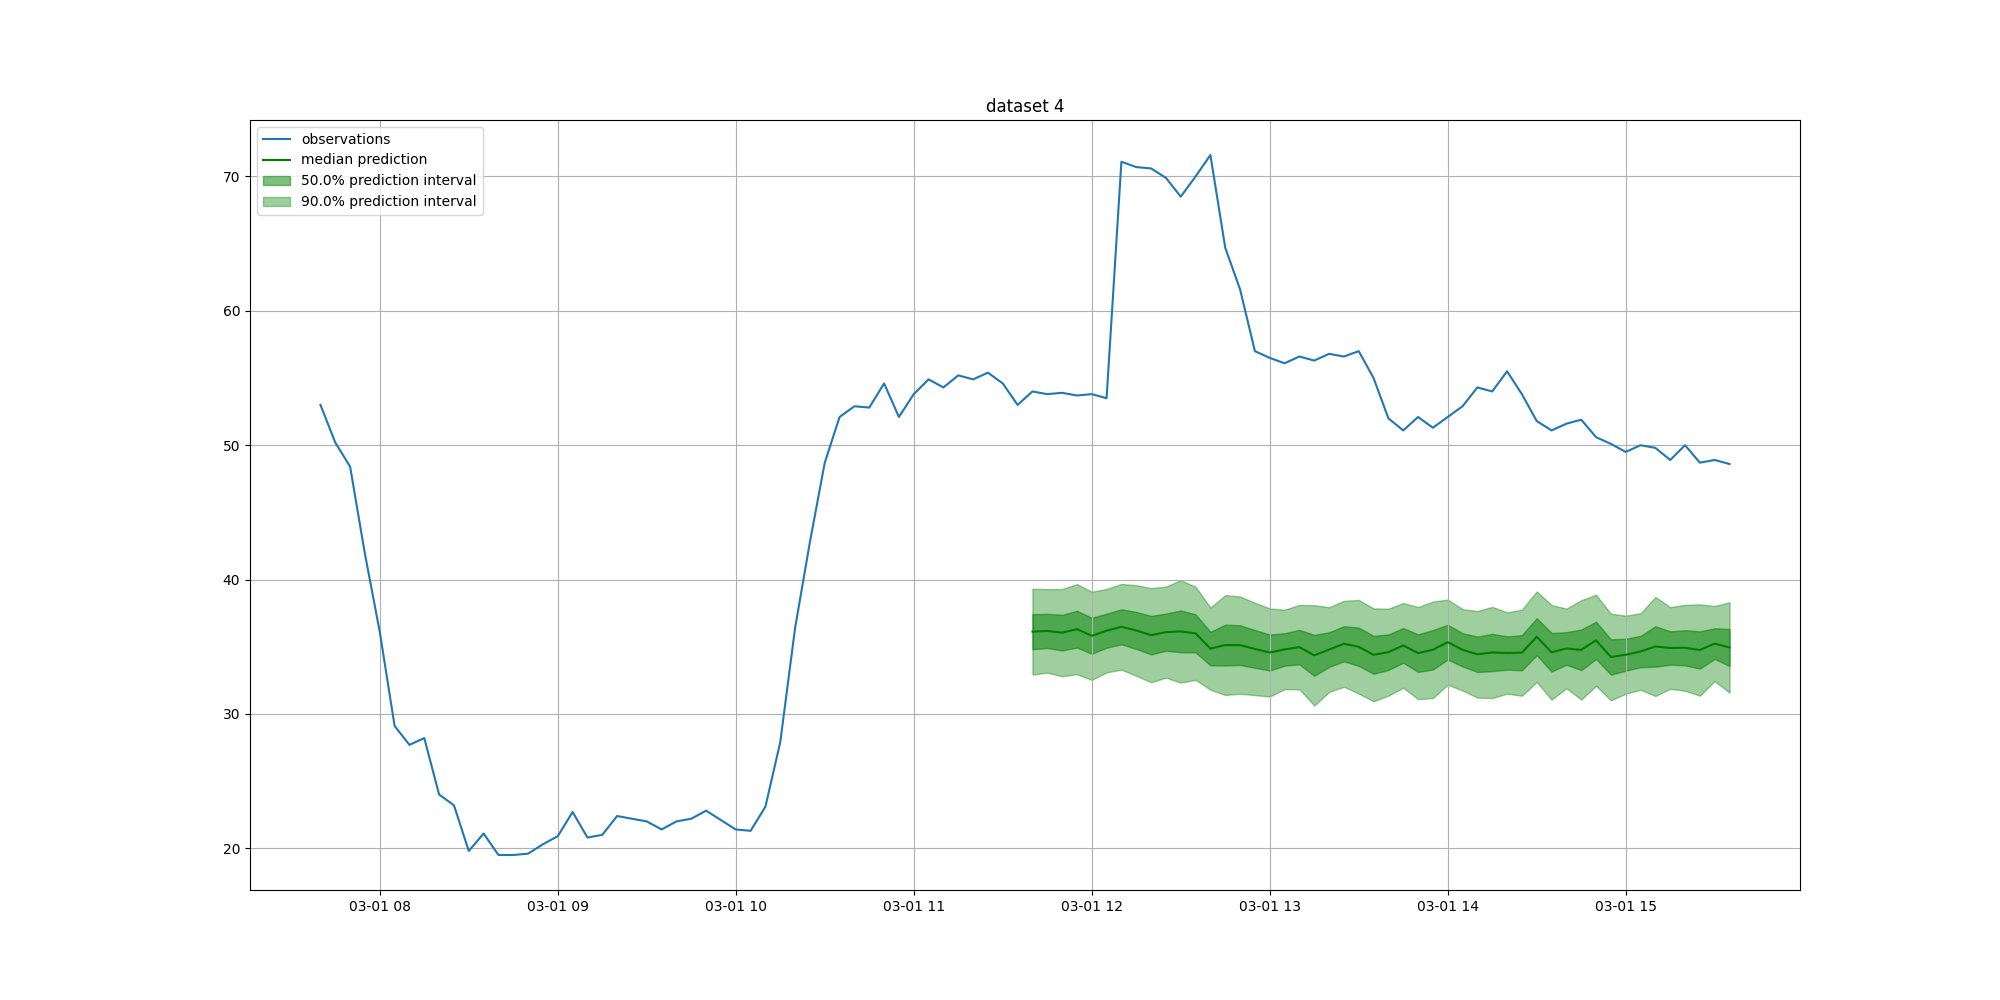 dataset 4
observations
median prediction
50.0% prediction interval
90.0% prediction interval
70
60
50
40
30
20
03-01 08
03-01 09
03-01 10
03-01 11
03-01 12
03-01 13
03-01 14
03-01 15